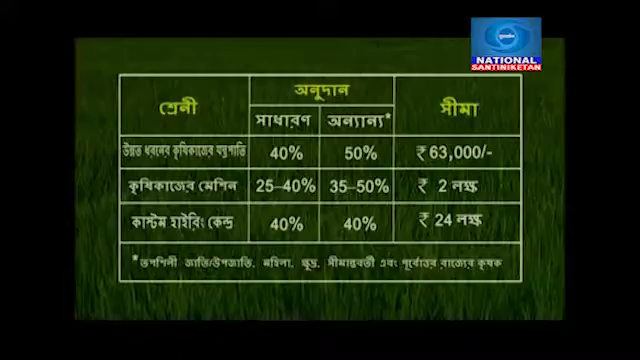 NATIONAL
SANTINIKETAN
শ্রেনী অনুদান সীমা
সাধারণ অন্যান্য*
উন্নত ধরনের কৃষিকাজের যন্ত্রপাতি 40% 50% ₹ 63,000/-
কৃষিকাজের মেশিন 25–40% 35–50% ₹ 2 লক্ষ
কাস্টম হাইরিং কেন্দ্র 40% 40% ₹ 24 লক্ষ
*তপশিলী জাতি/উপজাতি, মহিলা, ক্ষুদ্র, সীমান্তবর্তী এবং পূর্বোত্তর রাজ্যের কৃষক